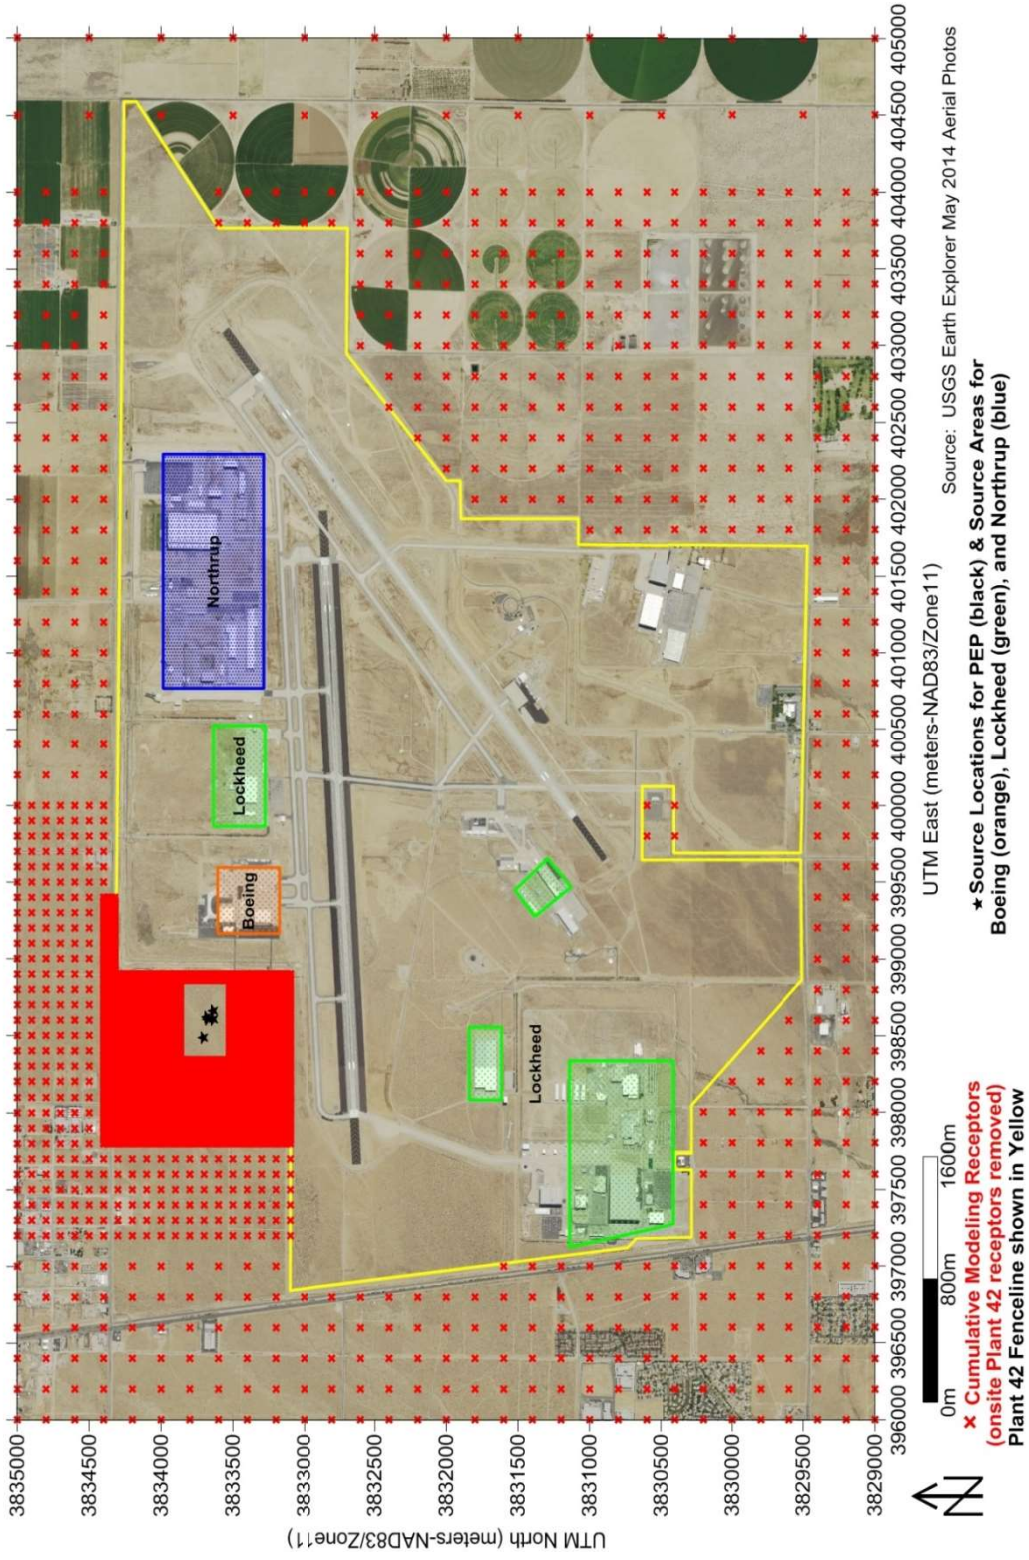 3835000
3834500
3834000
3833500
3833000
3832500
3832000
3831500
3831000
3830500
3830000
3829500
3829000
UTM North (meters-NAD83/Zone11)
Northrup
Lockheed
Boeing
Lockheed
396000 396500 397000 397500 398000 398500 399000 399500 400000 400500 401000 401500 402000 402500 403000 403500 404000 404500 405000
UTM East (meters-NAD83/Zone11)
N
0m 800m 1600m
Source: USGS Earth Explorer May 2014 Aerial Photos
× Cumulative Modeling Receptors
(onsite Plant 42 receptors removed)
Plant 42 Fenceline shown in Yellow
★ Source Locations for PEP (black) & Source Areas for
Boeing (orange), Lockheed (green), and Northrup (blue)